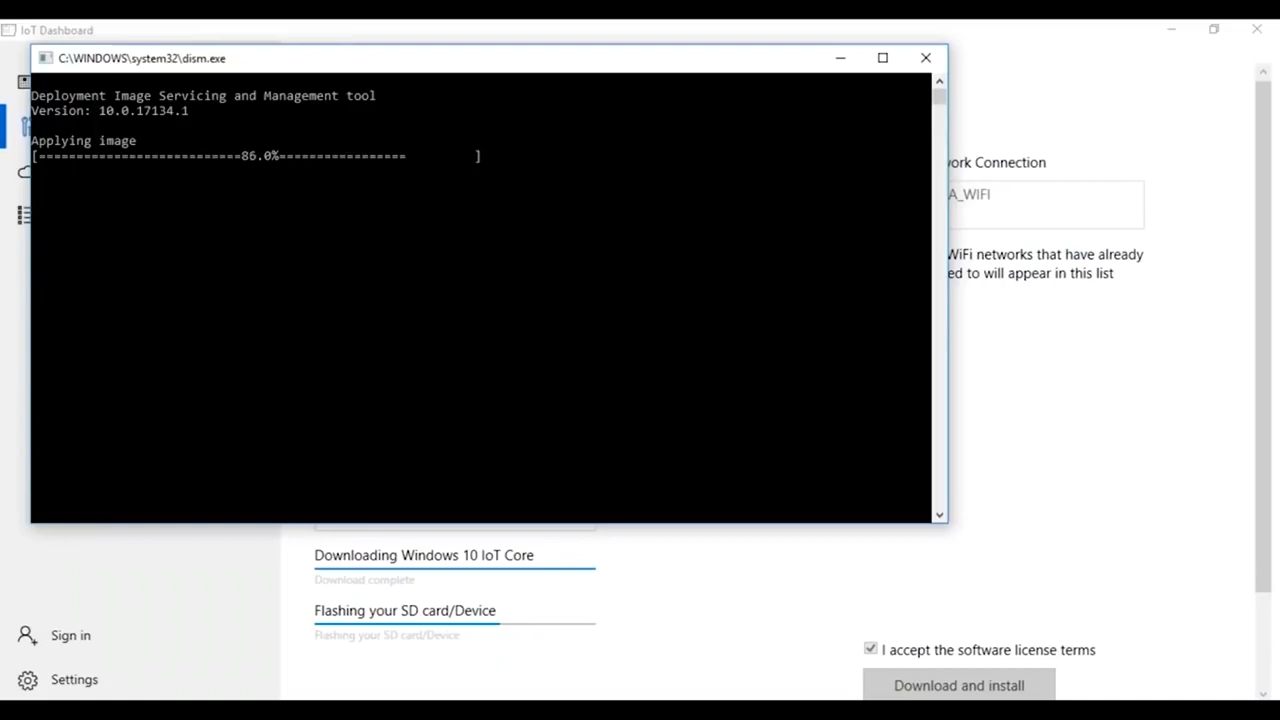 IoT Dashboard
C:\WINDOWS\system32\dism.exe
Deployment Image Servicing and Management tool
Version: 10.0.17134.1
Applying image
[===========================86.0%================= ]
ork Connection
A_WIFI
WiFi networks that have already
ed to will appear in this list
Downloading Windows 10 IoT Core
Download complete
Flashing your SD card/Device
Flashing your SD card/Device
Sign in
I accept the software license terms
Settings
Download and install